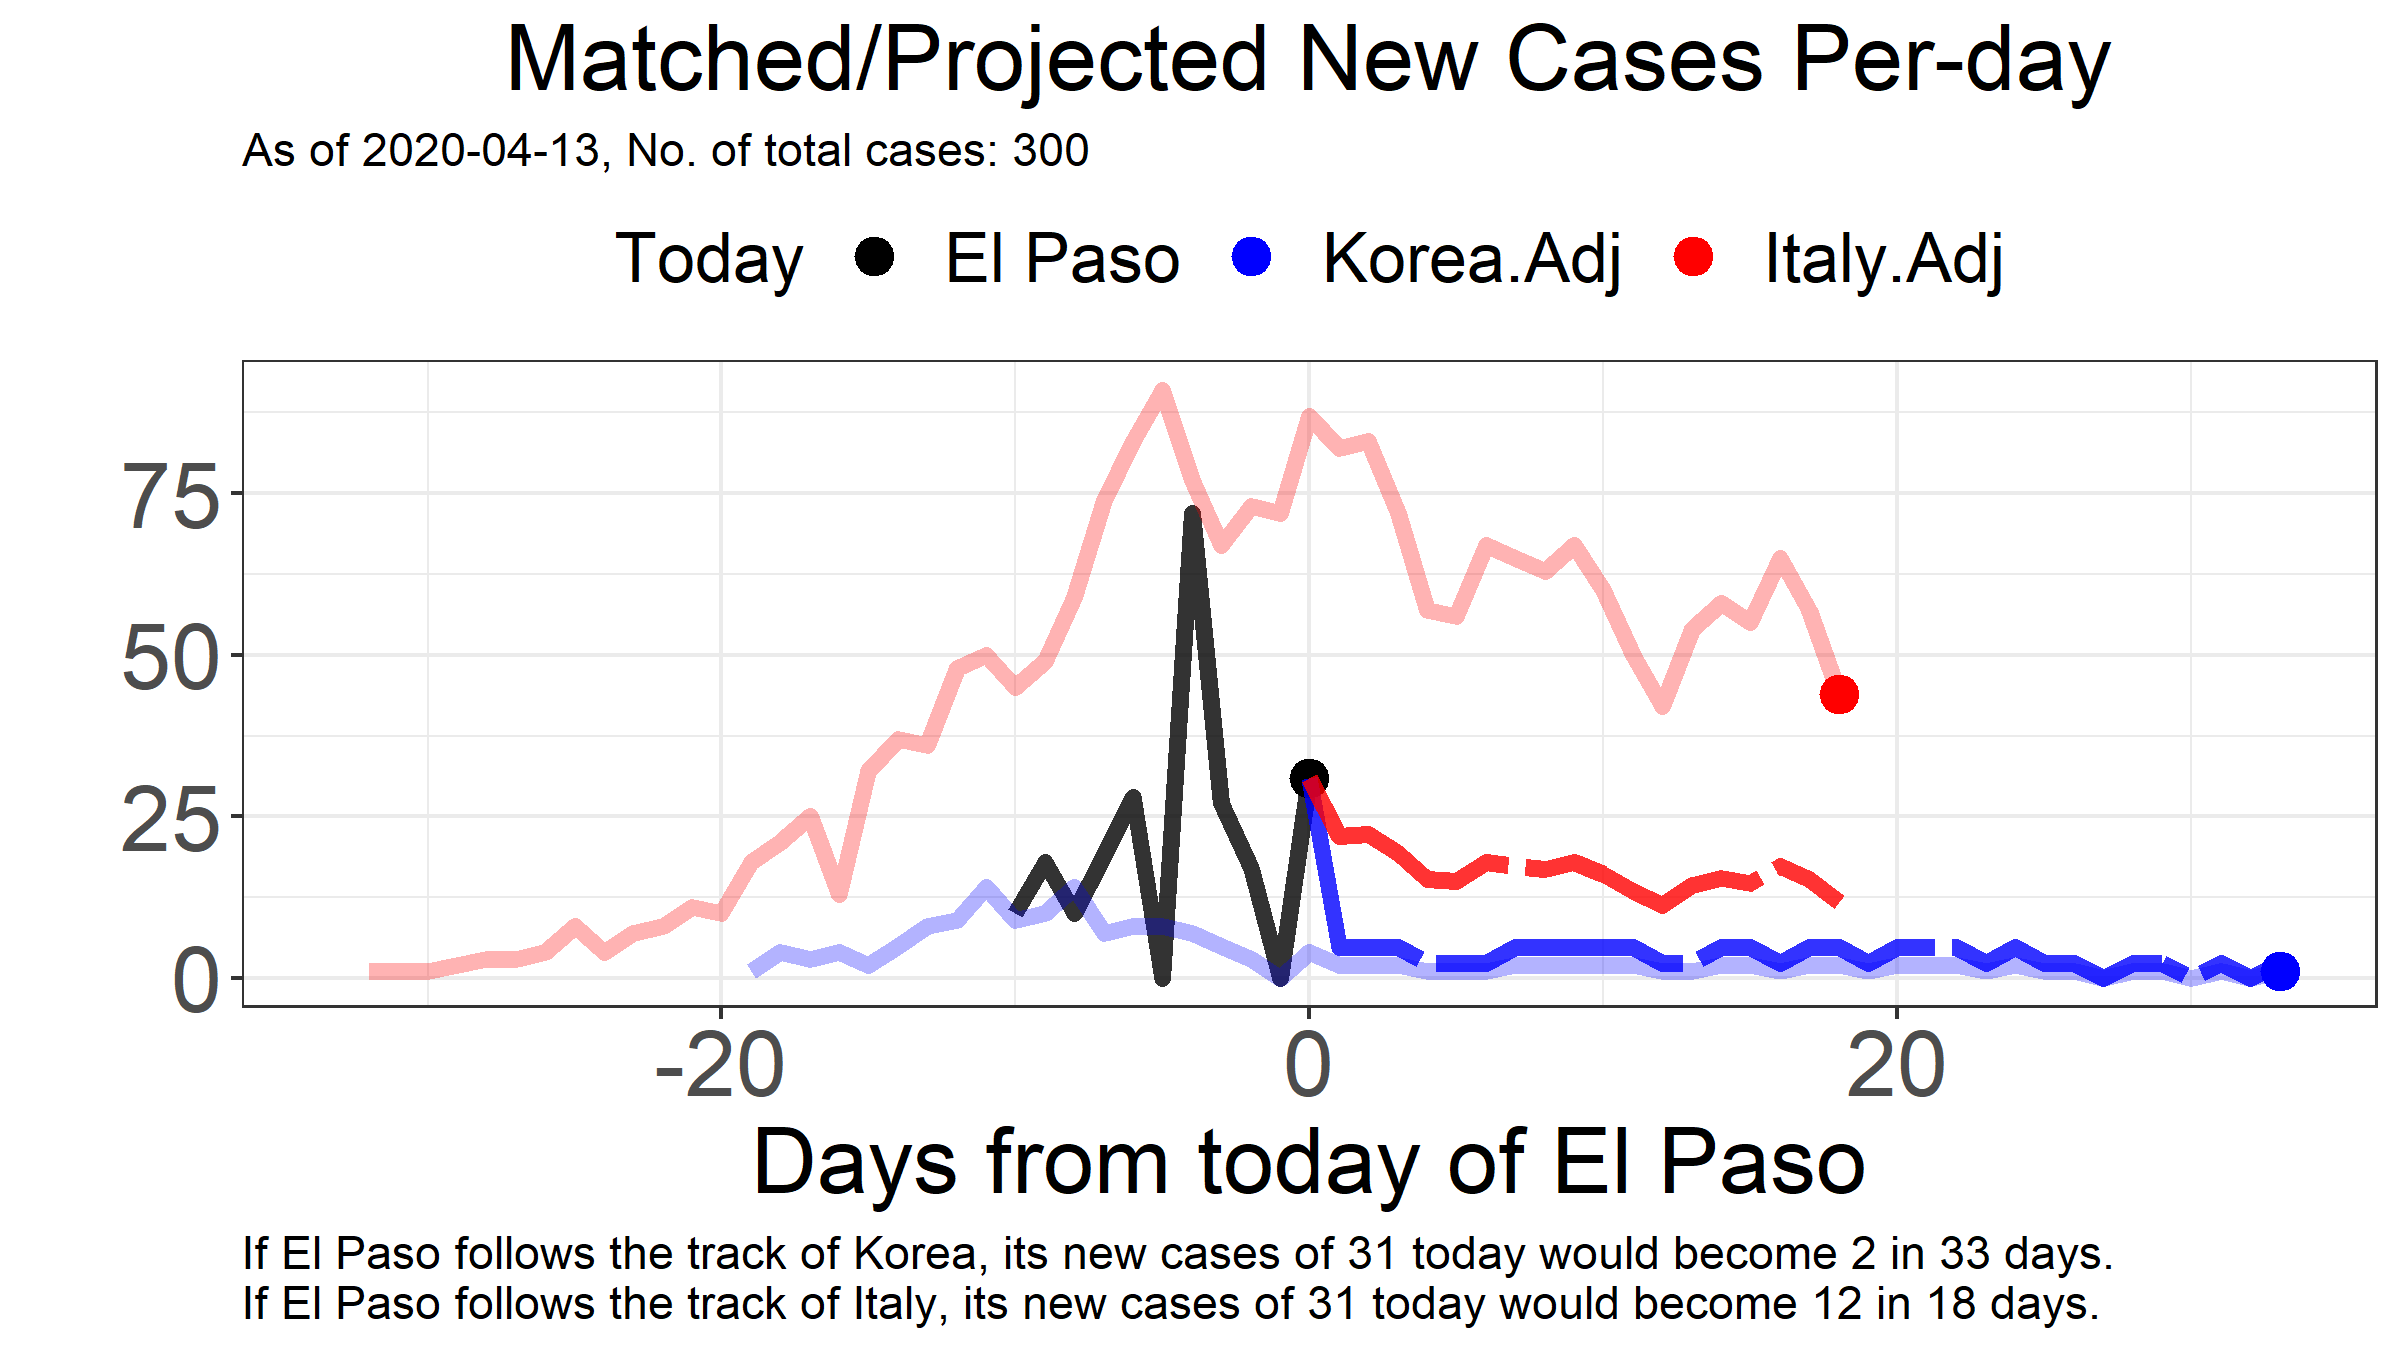 Matched/Projected New Cases Per-day
As of 2020-04-13, No. of total cases: 300
Today El Paso Korea.Adj Italy.Adj
75
50
25
0
-20 0 20
Days from today of El Paso
If El Paso follows the track of Korea, its new cases of 31 today would become 2 in 33 days.
If El Paso follows the track of Italy, its new cases of 31 today would become 12 in 18 days.